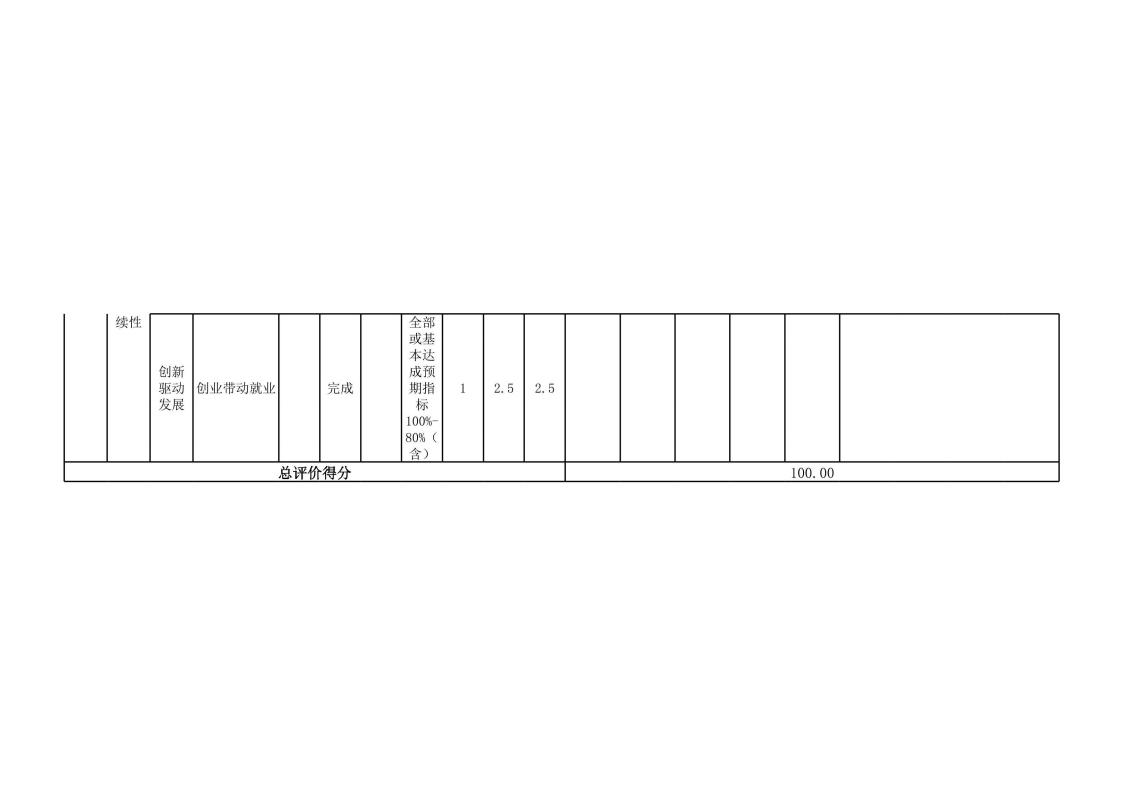 续性
创新
驱动
发展
创业带动就业
完成
全部
或基
本达
成预
期指
标
100%-
80%（
含）
1
2.5
2.5
总评价得分
100.00